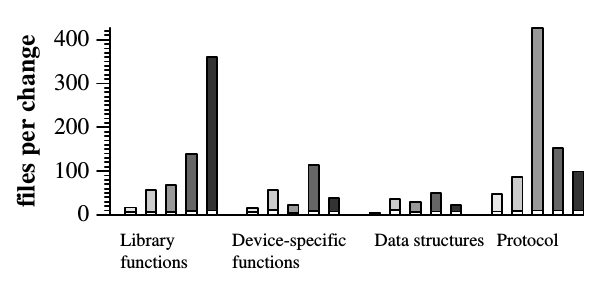 files per change
400
300
200
100
0
Library
functions
Device-specific
functions
Data structures
Protocol